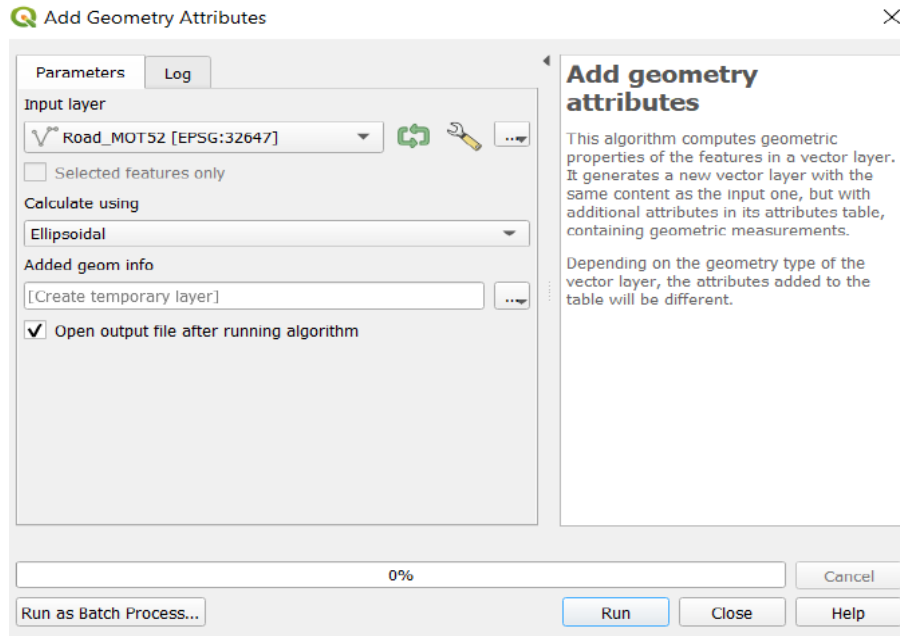 Add Geometry Attributes
Parameters
Log
Input layer
Road_MOT52 [EPSG:32647]
...
Selected features only
Calculate using
Ellipsoidal
Added geom info
[Create temporary layer]
...
Open output file after running algorithm
Add geometry
attributes
This algorithm computes geometric
properties of the features in a vector layer.
It generates a new vector layer with the
same content as the input one, but with
additional attributes in its attributes table,
containing geometric measurements.
Depending on the geometry type of the
vector layer, the attributes added to the
table will be different.
0%
Cancel
Run as Batch Process...
Run
Close
Help